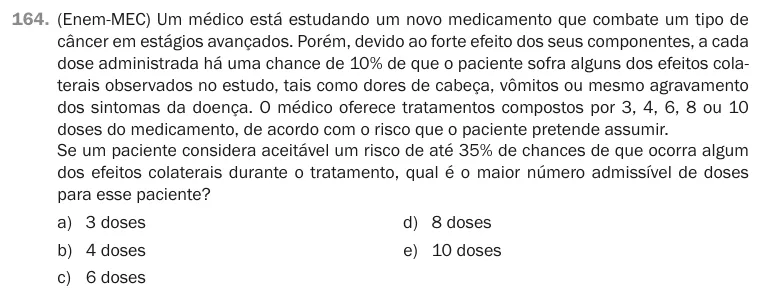 164. (Enem-MEC) Um médico está estudando um novo medicamento que combate um tipo de
câncer em estágios avançados. Porém, devido ao forte efeito dos seus componentes, a cada
dose administrada há uma chance de 10% de que o paciente sofra alguns dos efeitos cola-
terais observados no estudo, tais como dores de cabeça, vômitos ou mesmo agravamento
dos sintomas da doença. O médico oferece tratamentos compostos por 3, 4, 6, 8 ou 10
doses do medicamento, de acordo com o risco que o paciente pretende assumir.
Se um paciente considera aceitável um risco de até 35% de chances de que ocorra algum
dos efeitos colaterais durante o tratamento, qual é o maior número admissível de doses
para esse paciente?
a) 3 doses
b) 4 doses
c) 6 doses
d) 8 doses
e) 10 doses